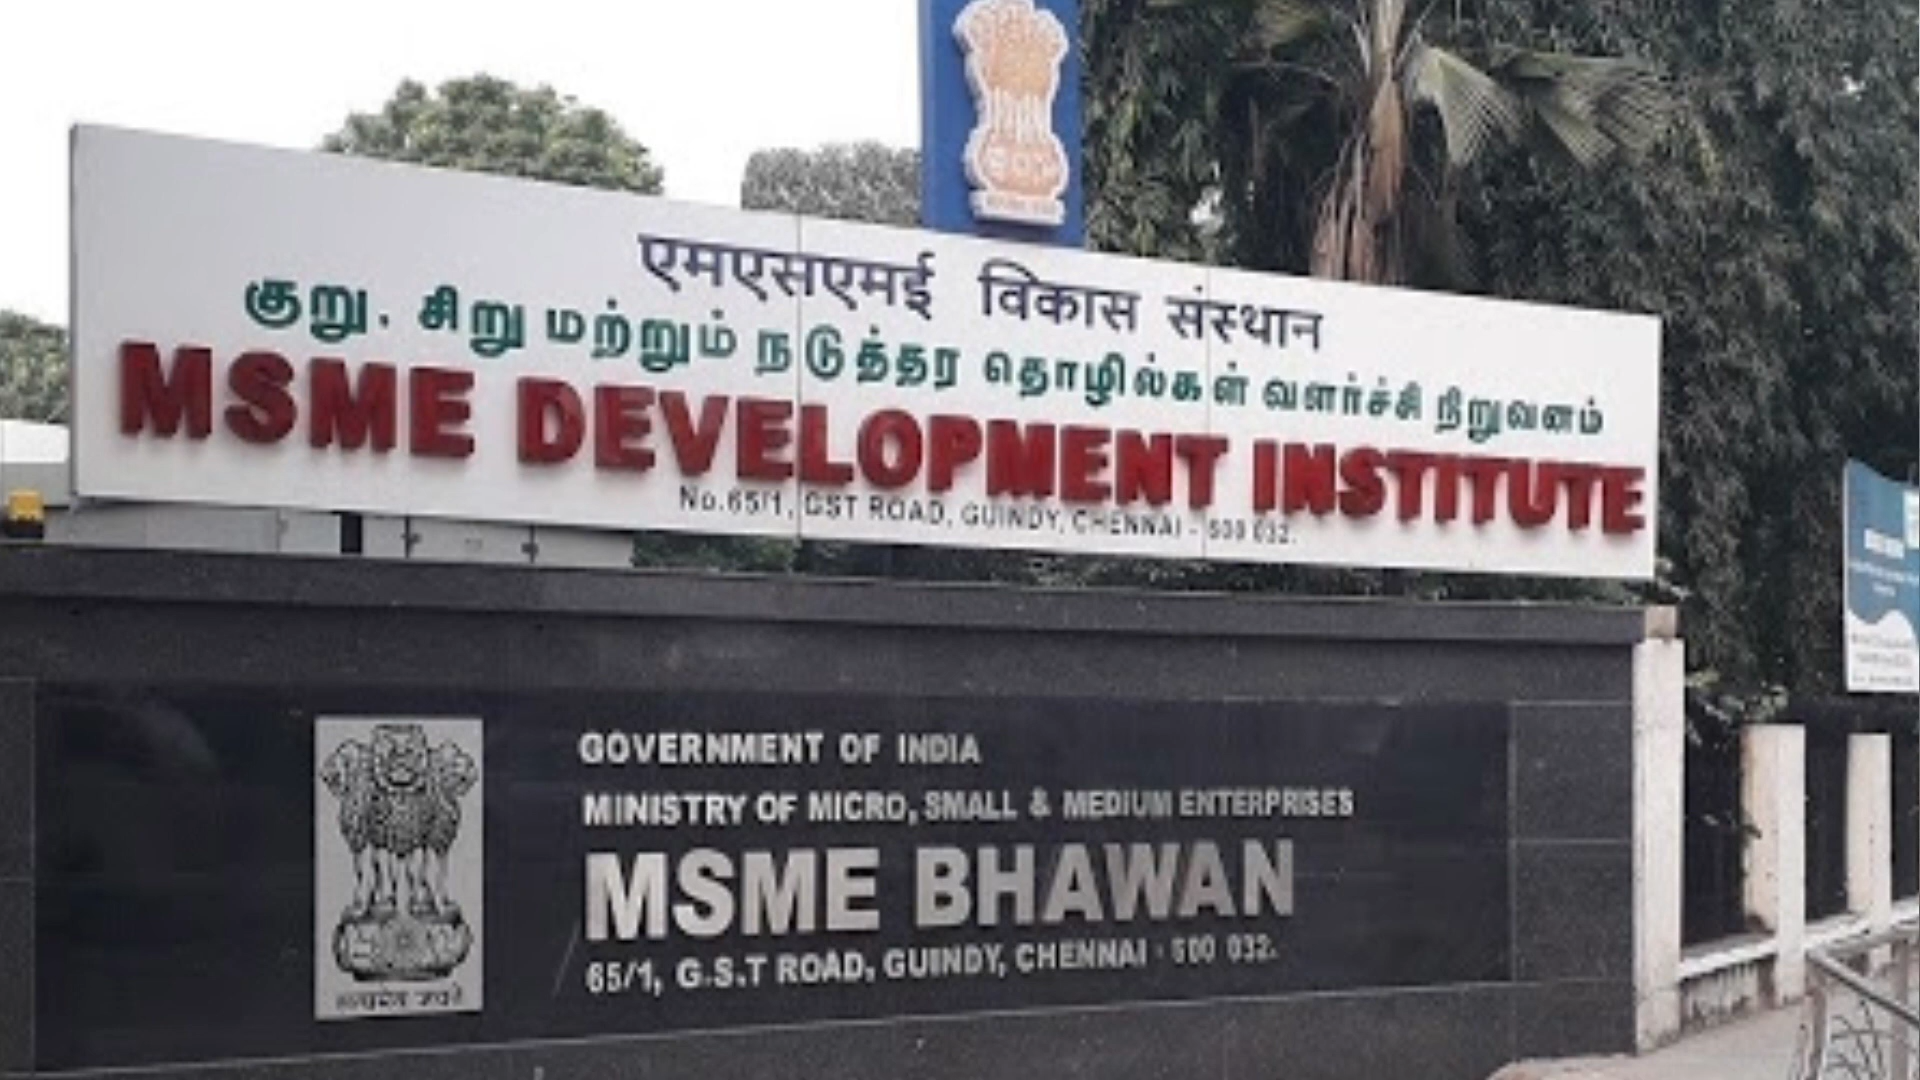 एमएसएमई विकास संस्थान
குறு. சிறு மற்றும் நடுத்தர தொழில்கள் வளர்ச்சி நிறுவனம்
MSME DEVELOPMENT INSTITUTE
No.65/1, GST ROAD, GUINDY, CHENNAI - 600 032.
GOVERNMENT OF INDIA
MINISTRY OF MICRO, SMALL & MEDIUM ENTERPRISES
MSME BHAWAN
65/1, G.S.T ROAD, GUINDY, CHENNAI - 600 032.
सत्यमेव जयते